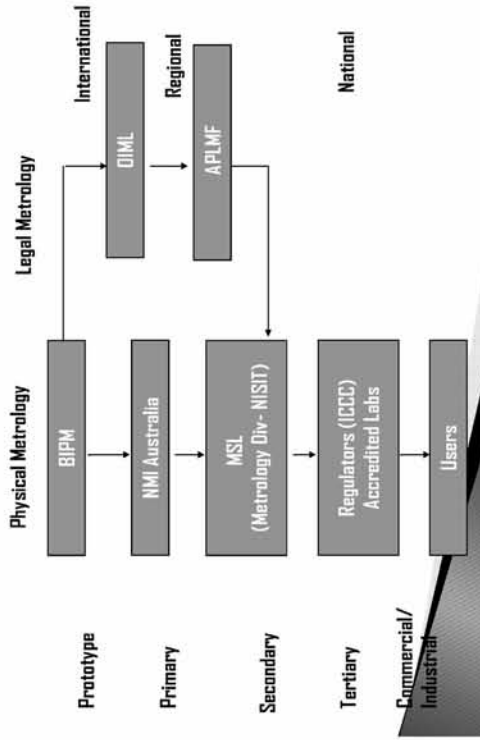 Physical Metrology
Legal Metrology
Prototype
BIPM
International
OIML
Primary
NMI Australia
Regional
APLMF
Secondary
MSL
(Metrology Div- NISIT)
National
Tertiary
Regulators (ICCC)
Accredited Labs
Commercial/
Industrial
Users